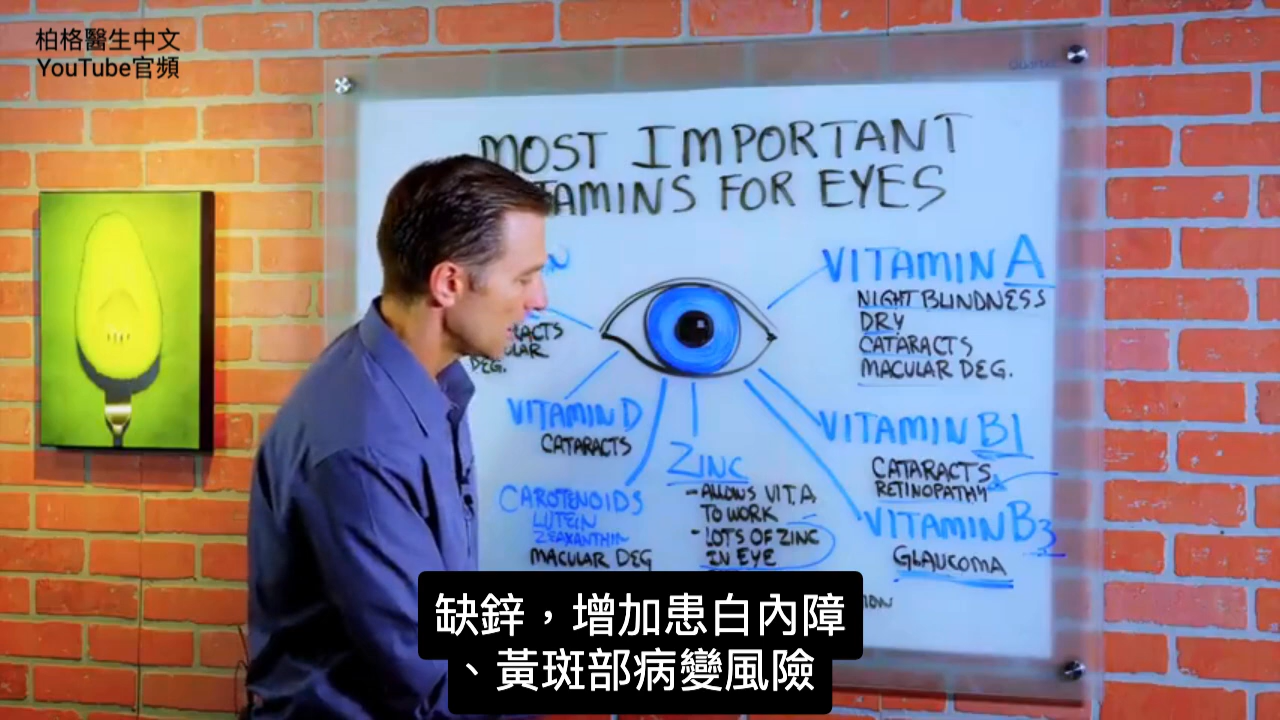 柏格醫生中文
YouTube官頻
MOST IMPORTANT
TAMINS FOR EYES
VITAMIN A
NIGHT BLINDNESS
DRY
CATARACTS
MACULAR DEG.
DEG.
VITAMIN D
CATARACTS
VITAMIN B1
CATARACTS
RETINOPATHY
ZINC
-ALLOWS VIT.A
TO WORK
-LOTS OF ZINC
IN EYE
CAROTENOIDS
LUTEIN
ZEAXANTHIN
MACULAR DEG
VITAMIN B3
GLAUCOMA
缺鋅，增加患白內障
、黃斑部病變風險